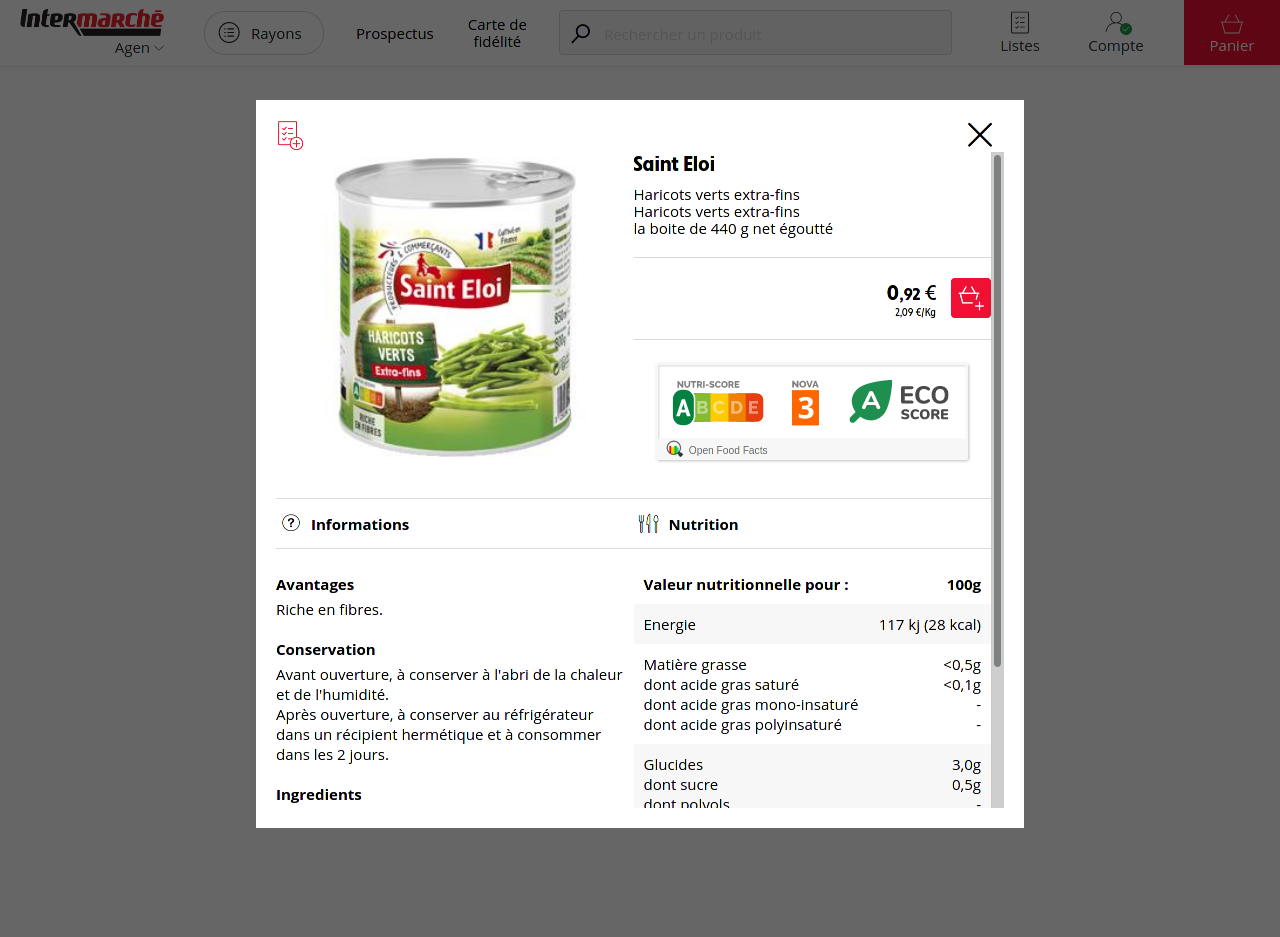 Intermarché
Agen
Rayons
Prospectus
Carte de
fidélité
Rechercher un produit
Listes
Compte
Panier
Saint Eloi
Haricots verts extra-fins
Haricots verts extra-fins
la boite de 440 g net égoutté
PRODUCTEURS & COMMERÇANTS
Cultivé en
France
Saint Eloi
HARICOTS
VERTS
Extra-fins
RICHE
EN FIBRES
0,92 €
2,09 €/Kg
NUTRI-SCORE
A B C D E
NOVA
3
A
ECO
SCORE
Open Food Facts
? Informations
Nutrition
Avantages
Riche en fibres.
Conservation
Avant ouverture, à conserver à l'abri de la chaleur
et de l'humidité.
Après ouverture, à conserver au réfrigérateur
dans un récipient hermétique et à consommer
dans les 2 jours.
Ingredients
Valeur nutritionnelle pour : 100g
Energie 117 kj (28 kcal)
Matière grasse <0,5g
dont acide gras saturé <0,1g
dont acide gras mono-insaturé -
dont acide gras polyinsaturé -
Glucides 3,0g
dont sucre 0,5g
dont polyols -